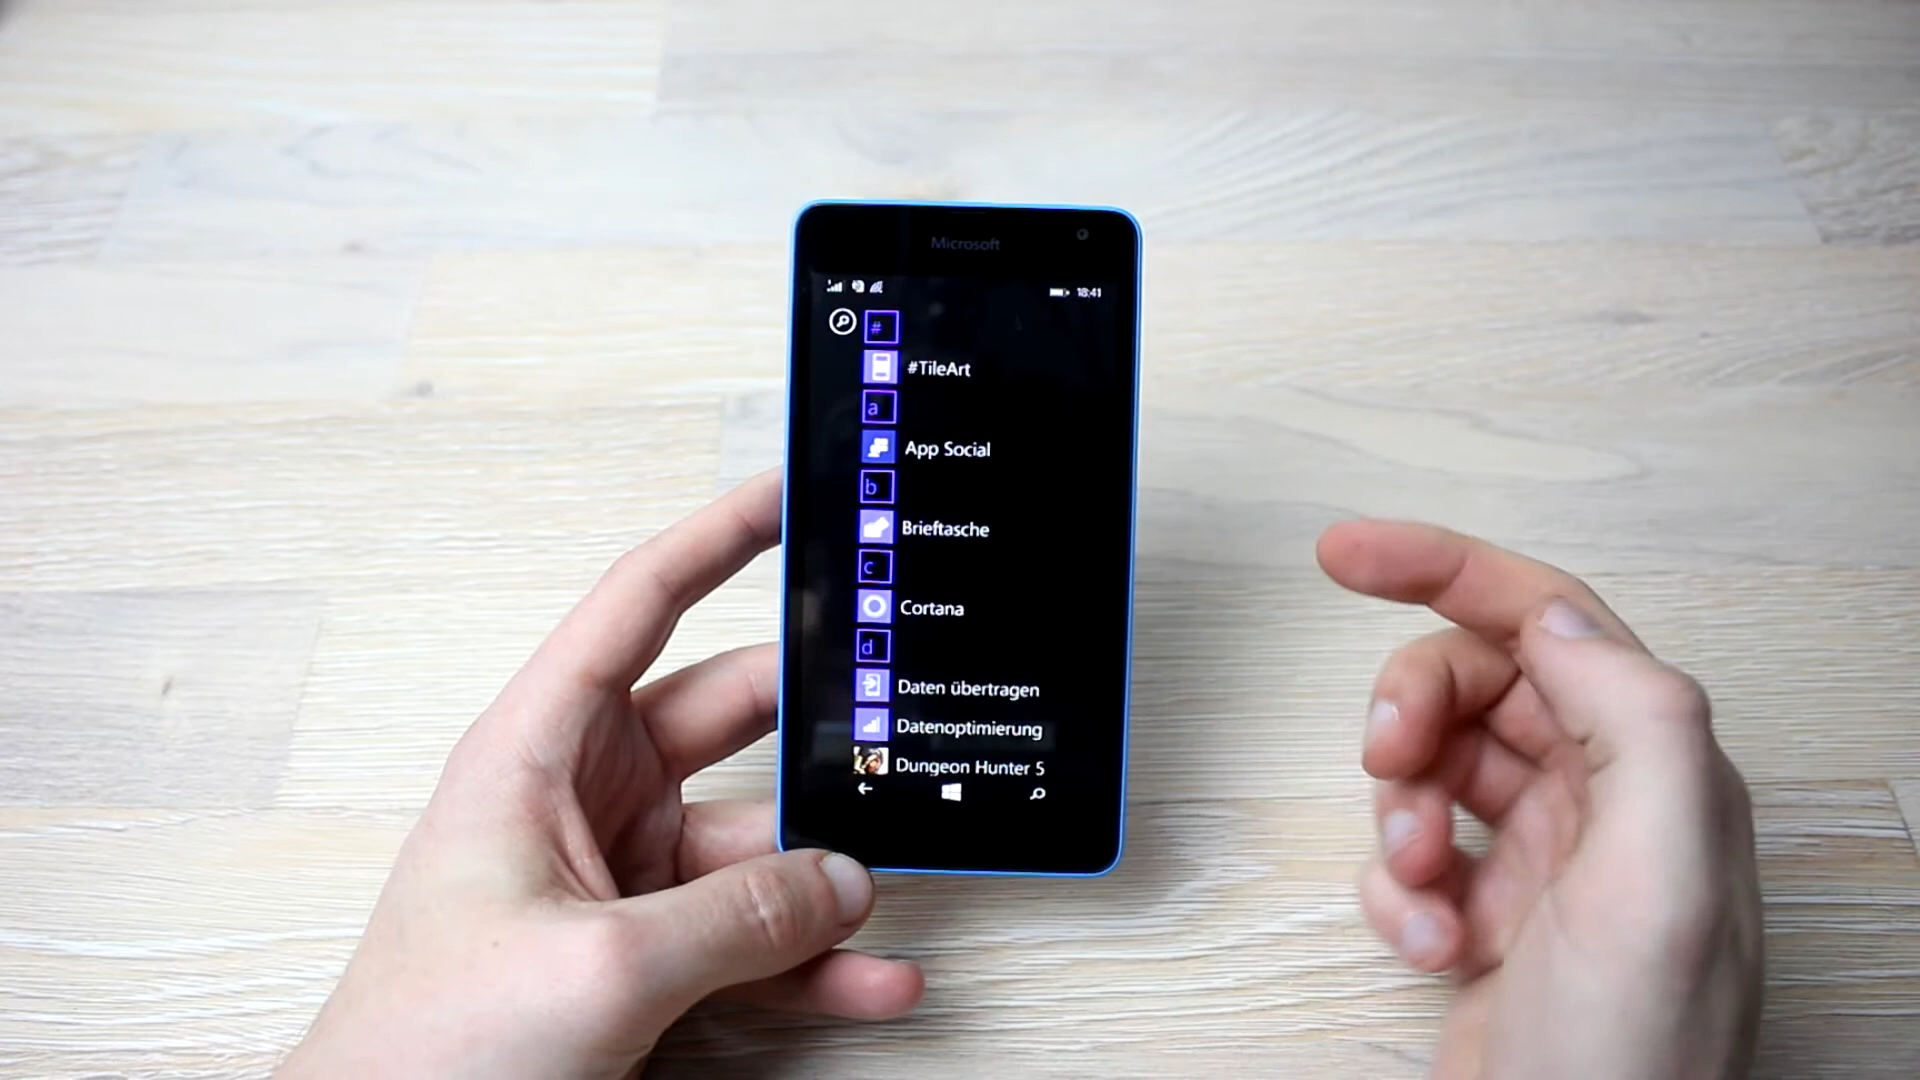 Microsoft
18:41
#
#TileArt
a
App Social
b
Brieftasche
c
Cortana
d
Daten übertragen
Datenoptimierung
Dungeon Hunter 5